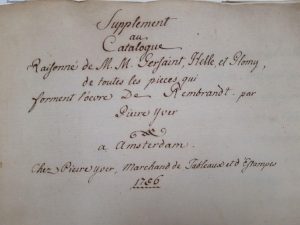 Supplement
au
Catalogue
Raisonné de M. M. Gersaint, Helle, et Glomy,
de toutes les pieces qui
forment l'œuvre De Rembrandt. par
Pierre Yver
a Amsterdam.
Chez Pierre Yver, Marchand de Tableaux et d'Estampes
1756